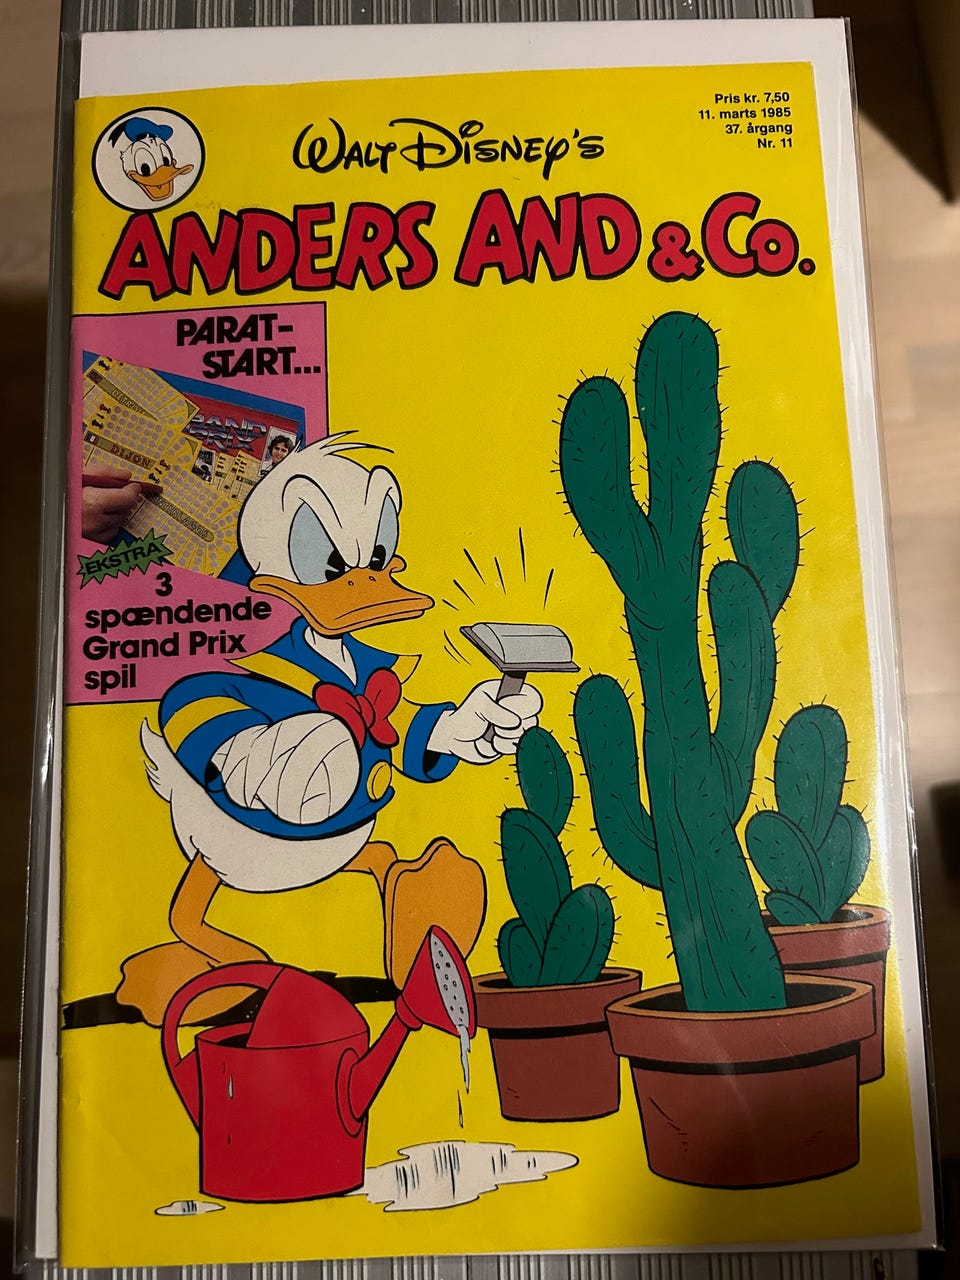 Pris kr. 7,50
11. marts 1985
37. årgang
Nr. 11
WALT DISNEY'S
ANDERS AND & Co.
PARAT-
START...
DIJON
EKSTRA
3
spændende
Grand Prix
spil